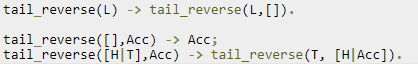 tail_reverse(L) -> tail_reverse(L,[]).
tail_reverse([],Acc) -> Acc;
tail_reverse([H|T],Acc) -> tail_reverse(T, [H|Acc]).